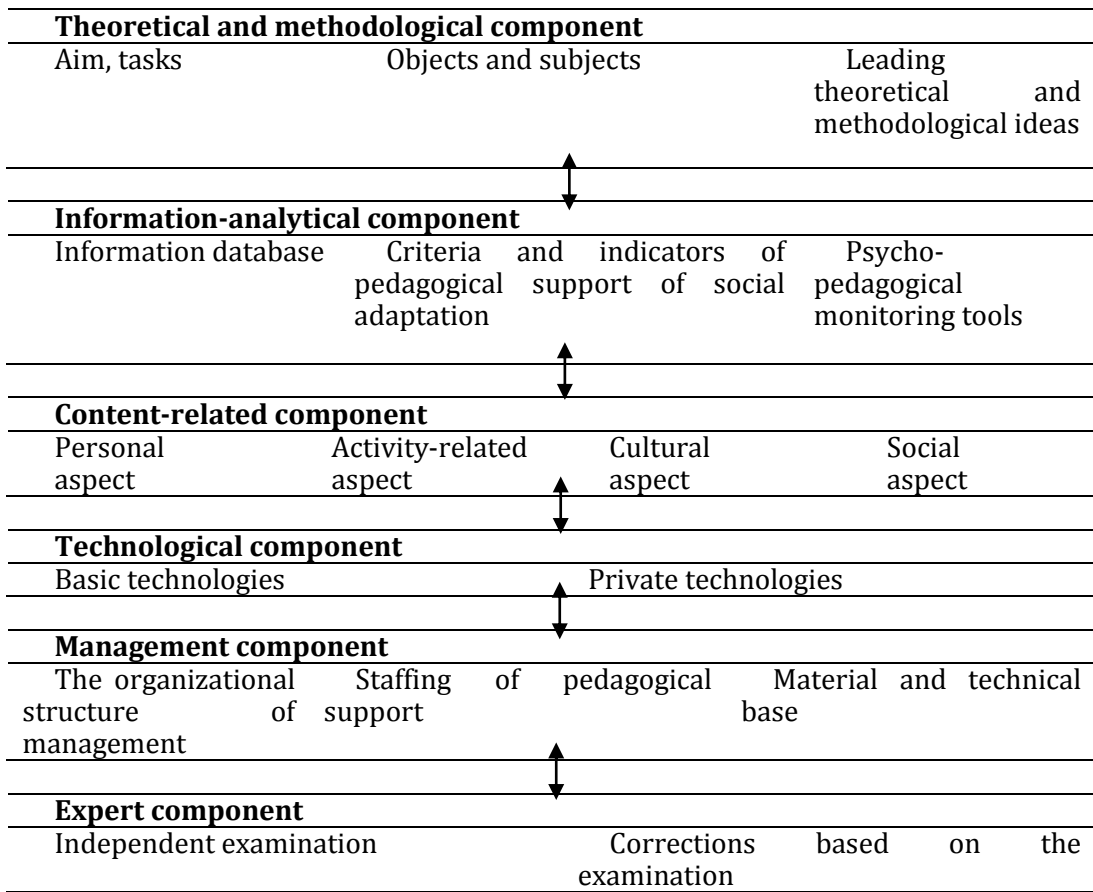 Theoretical and methodological component
Aim, tasks Objects and subjects Leading
theoretical and
methodological ideas
Information-analytical component
Information database Criteria and indicators of Psycho-
pedagogical support of social pedagogical
adaptation monitoring tools
Content-related component
Personal Activity-related Cultural Social
aspect aspect aspect aspect
Technological component
Basic technologies Private technologies
Management component
The organizational Staffing of pedagogical Material and technical
structure of support base
management
Expert component
Independent examination Corrections based on the
examination